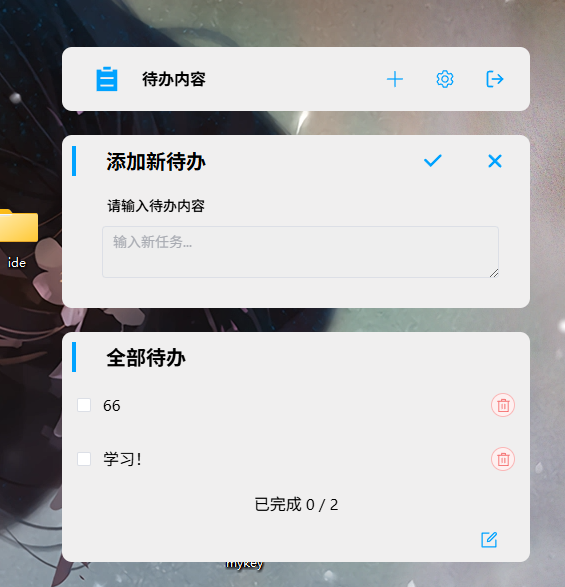 待办内容
添加新待办
请输入待办内容
输入新任务...
ide
全部待办
66
学习！
已完成 0 / 2
mykey